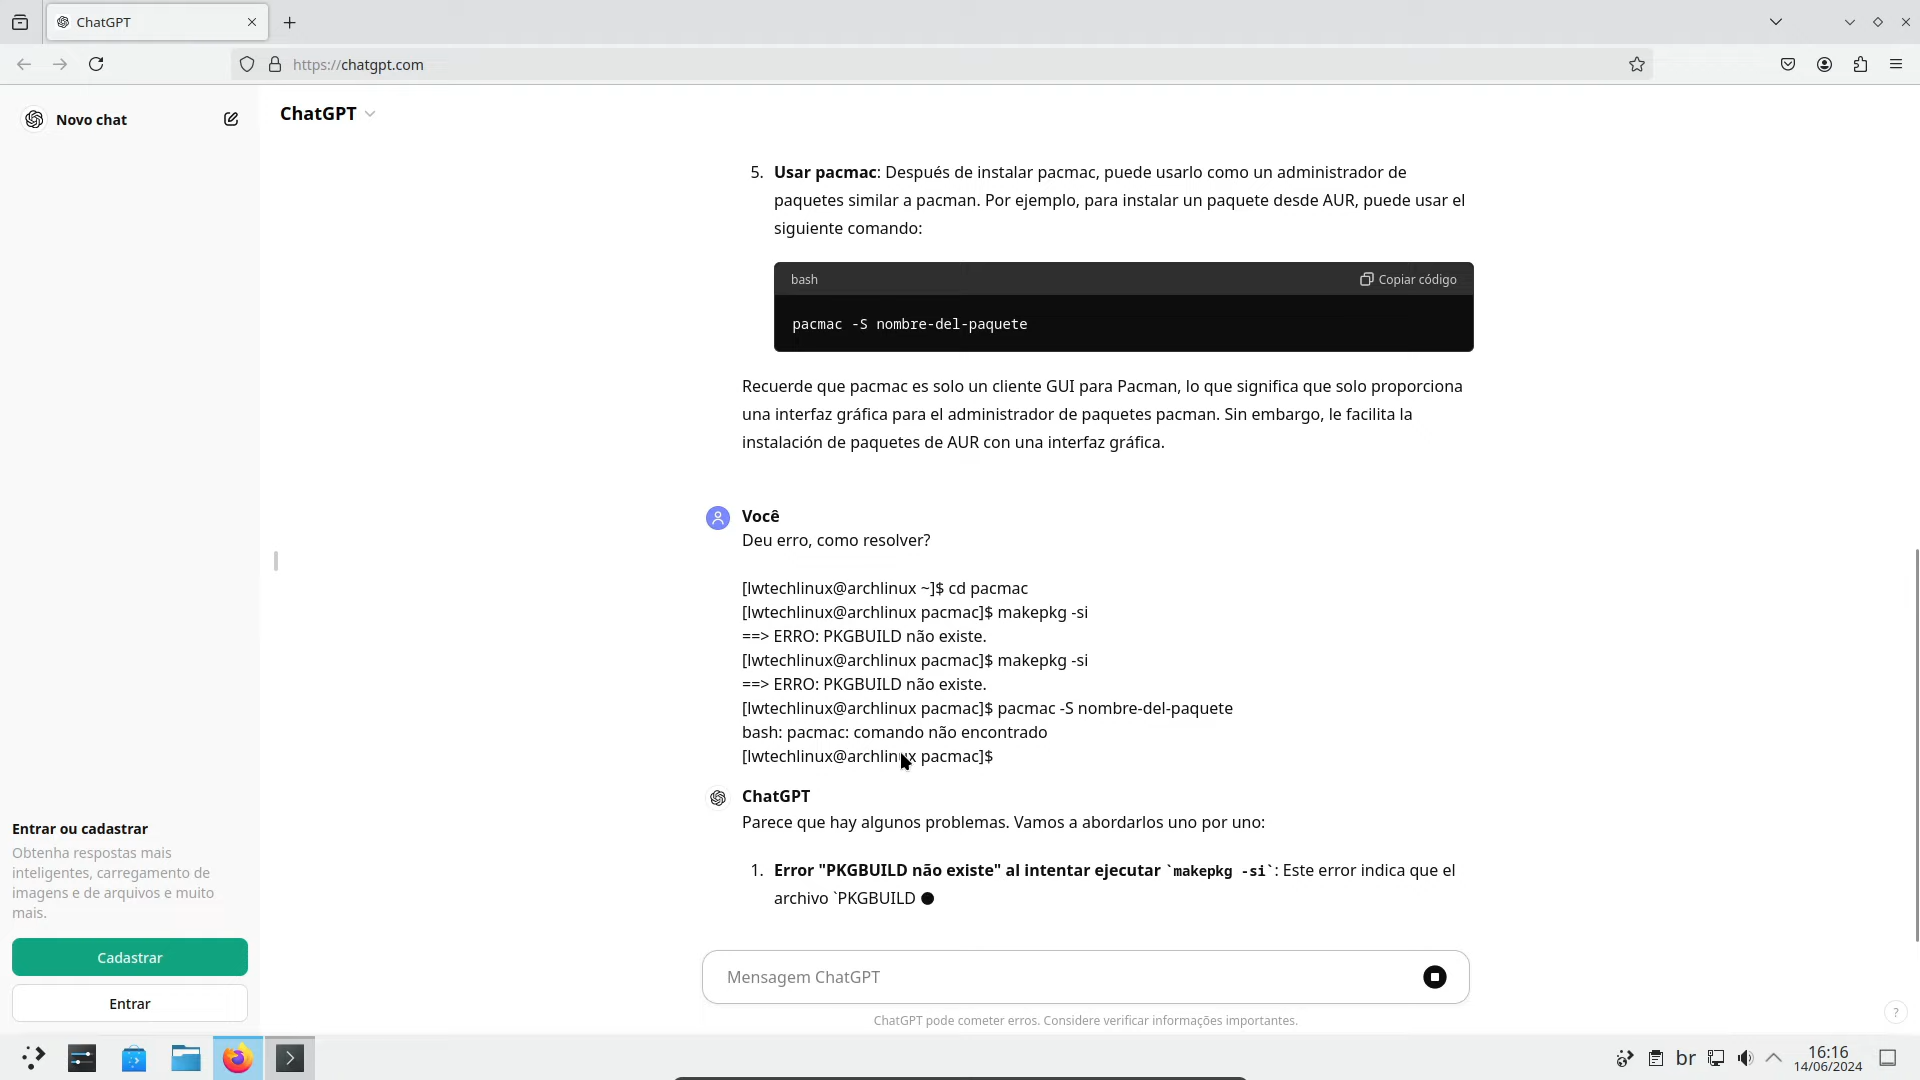 ChatGPT
https://chatgpt.com
Novo chat
ChatGPT
5. Usar pacmac: Después de instalar pacmac, puede usarlo como un administrador de
paquetes similar a pacman. Por ejemplo, para instalar un paquete desde AUR, puede usar el
siguiente comando:
bash
Copiar código
pacmac -S nombre-del-paquete
Recuerde que pacmac es solo un cliente GUI para Pacman, lo que significa que solo proporciona
una interfaz gráfica para el administrador de paquetes pacman. Sin embargo, le facilita la
instalación de paquetes de AUR con una interfaz gráfica.
Você
Deu erro, como resolver?
[lwtechlinux@archlinux ~]$ cd pacmac
[lwtechlinux@archlinux pacmac]$ makepkg -si
==> ERRO: PKGBUILD não existe.
[lwtechlinux@archlinux pacmac]$ makepkg -si
==> ERRO: PKGBUILD não existe.
[lwtechlinux@archlinux pacmac]$ pacmac -S nombre-del-paquete
bash: pacmac: comando não encontrado
[lwtechlinux@archlinux pacmac]$
ChatGPT
Parece que hay algunos problemas. Vamos a abordarlos uno por uno:
1. Error "PKGBUILD não existe" al intentar ejecutar `makepkg -si`: Este error indica que el
archivo `PKGBUILD
Entrar ou cadastrar
Obtenha respostas mais
inteligentes, carregamento de
imagens e de arquivos e muito
mais.
Cadastrar
Entrar
Mensagem ChatGPT
ChatGPT pode cometer erros. Considere verificar informações importantes.
?
br
16:16
14/06/2024